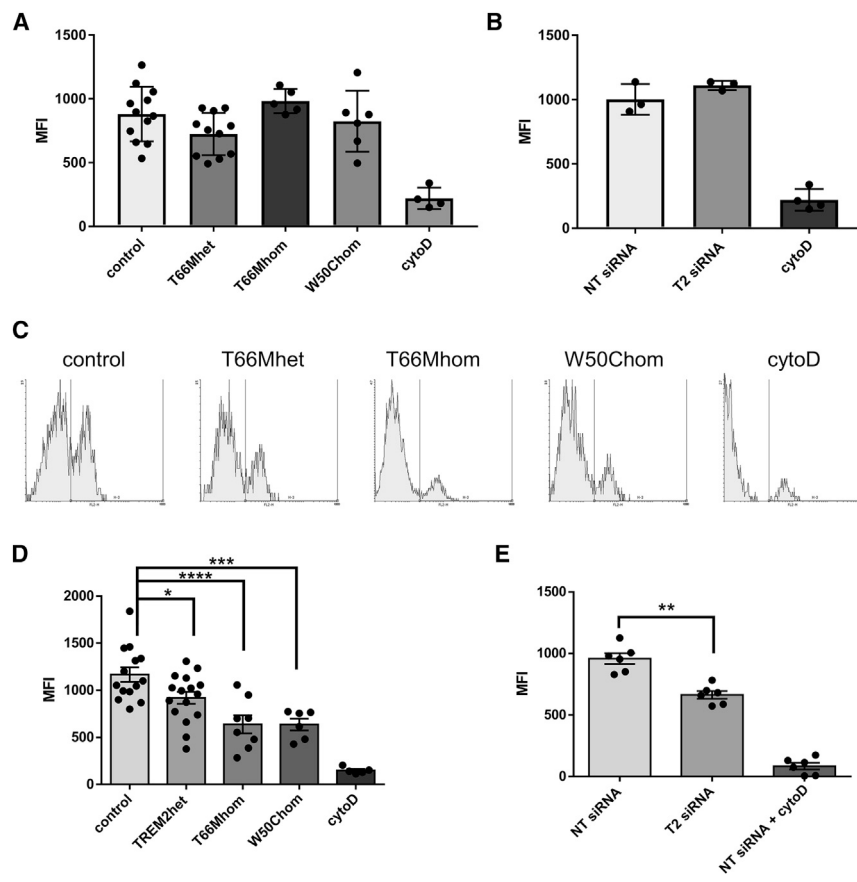 A
MFI
1500
1000
500
0
control
T66Mhet
T66Mhom
W50Chom
cytoD
B
MFI
1500
1000
500
0
NT siRNA
T2 siRNA
cytoD
C
control
T66Mhet
T66Mhom
W50Chom
cytoD
D
***
****
*
MFI
2000
1500
1000
500
0
control
TREM2het
T66Mhom
W50Chom
cytoD
E
**
MFI
1500
1000
500
0
NT siRNA
T2 siRNA
NT siRNA + cytoD